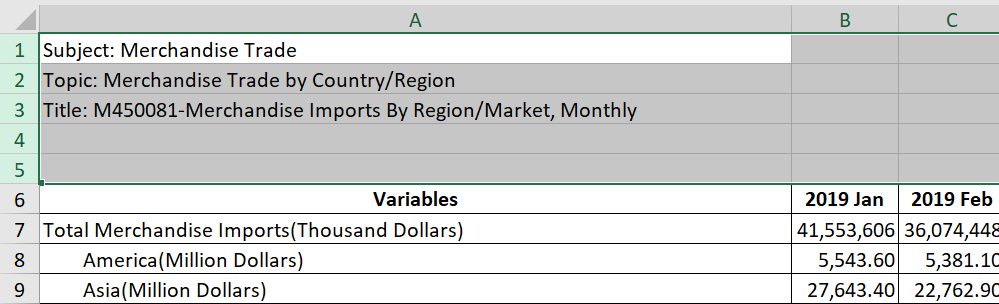 A B C
1 Subject: Merchandise Trade
2 Topic: Merchandise Trade by Country/Region
3 Title: M450081-Merchandise Imports By Region/Market, Monthly
4
5
6 Variables 2019 Jan 2019 Feb
7 Total Merchandise Imports(Thousand Dollars) 41,553,606 36,074,448
8 America(Million Dollars) 5,543.60 5,381.10
9 Asia(Million Dollars) 27,643.40 22,762.90